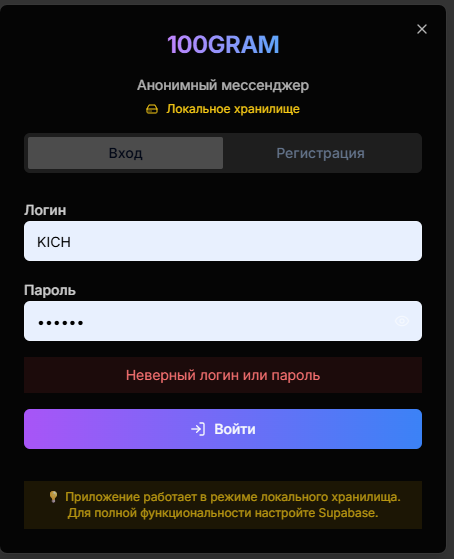 100GRAM
Анонимный мессенджер
Локальное хранилище
Вход
Регистрация
Логин
KICH
Пароль
••••••
Неверный логин или пароль
Войти
Приложение работает в режиме локального хранилища.
Для полной функциональности настройте Supabase.